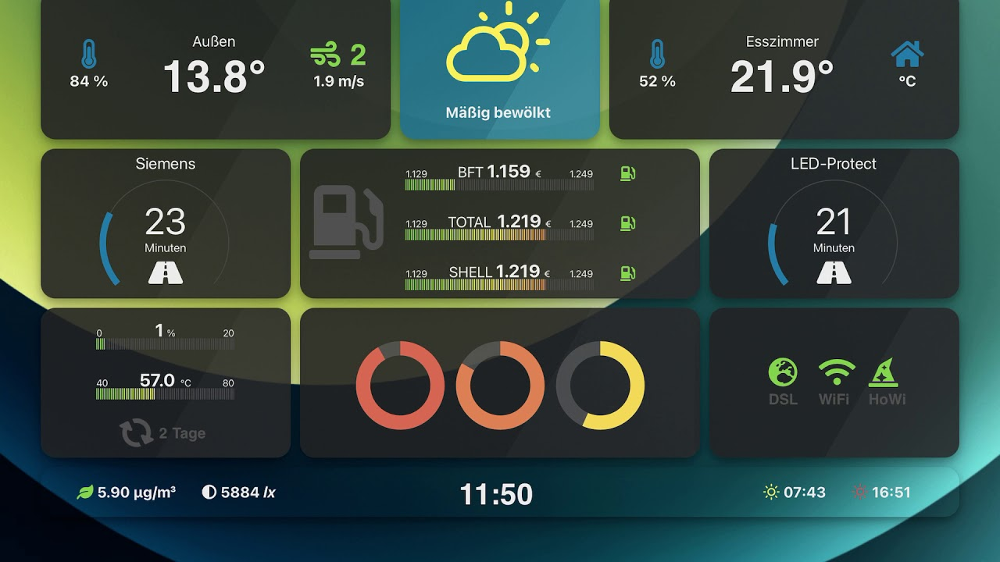 Außen
84 %
13.8°
2
1.9 m/s
Mäßig bewölkt
Esszimmer
52 %
21.9°
°C
Siemens
23
Minuten
1.129 BFT 1.159 € 1.249
1.129 TOTAL 1.219 € 1.249
1.129 SHELL 1.219 € 1.249
LED-Protect
21
Minuten
0 1 % 20
40 57.0 °C 80
2 Tage
DSL WiFi HoWi
5.90 µg/m³ 5884 lx 11:50 07:43 16:51